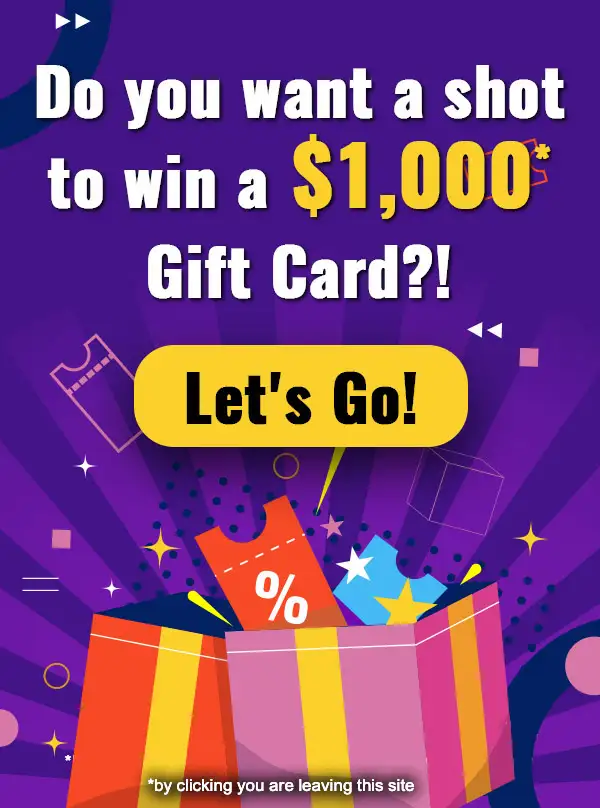 Do you want a shot
to win a $1,000*
Gift Card?!
Let's Go!
%
*
*by clicking you are leaving this site